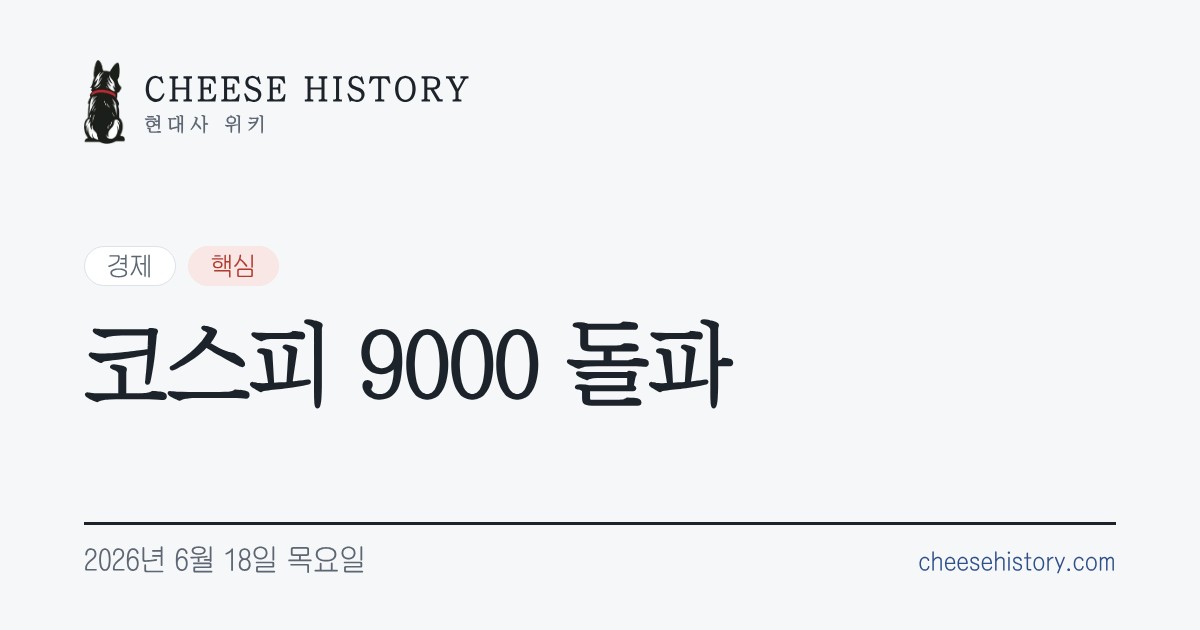 CHEESE HISTORY
현대사 위키
경제 핵심
코스피 9000 돌파
2026년 6월 18일 목요일
cheesehistory.com